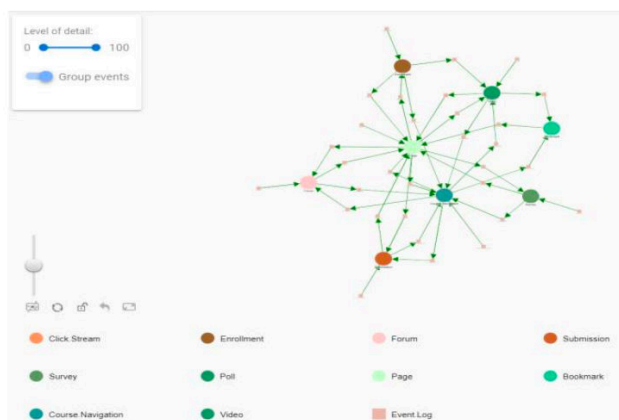 Level of detail:
0 100
Group events
Click Stream Enrollment Forum Submission
Survey Poll Page Bookmark
Course.Navigation Video Event.Log